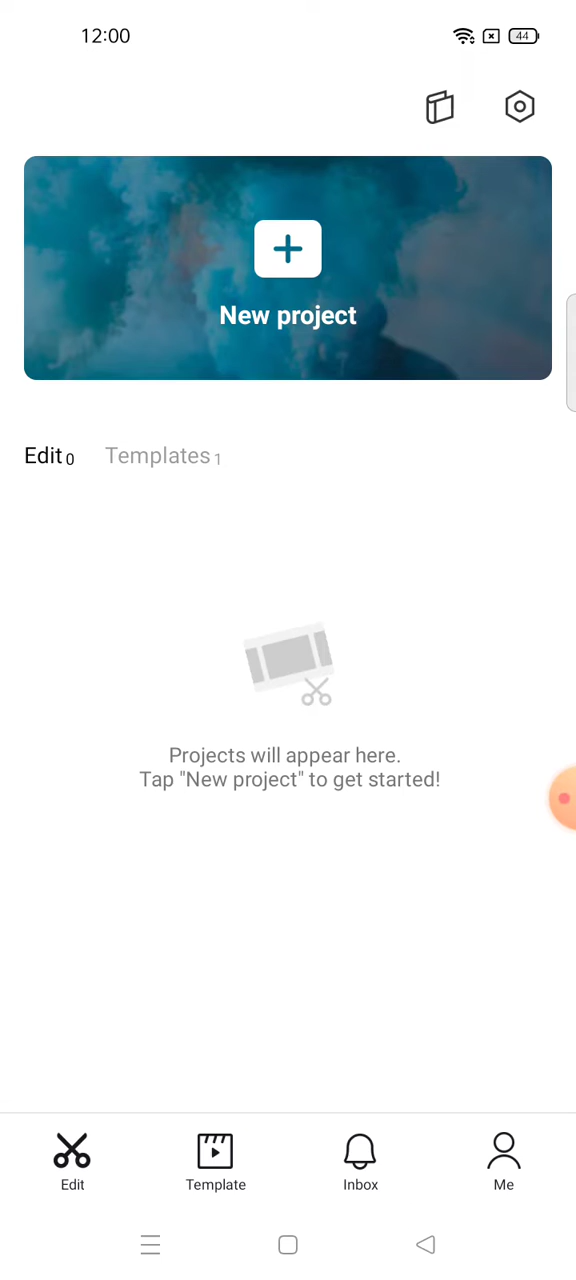 12:00
44
New project
Edit 0 Templates 1
Projects will appear here.
Tap "New project" to get started!
Edit Template Inbox Me